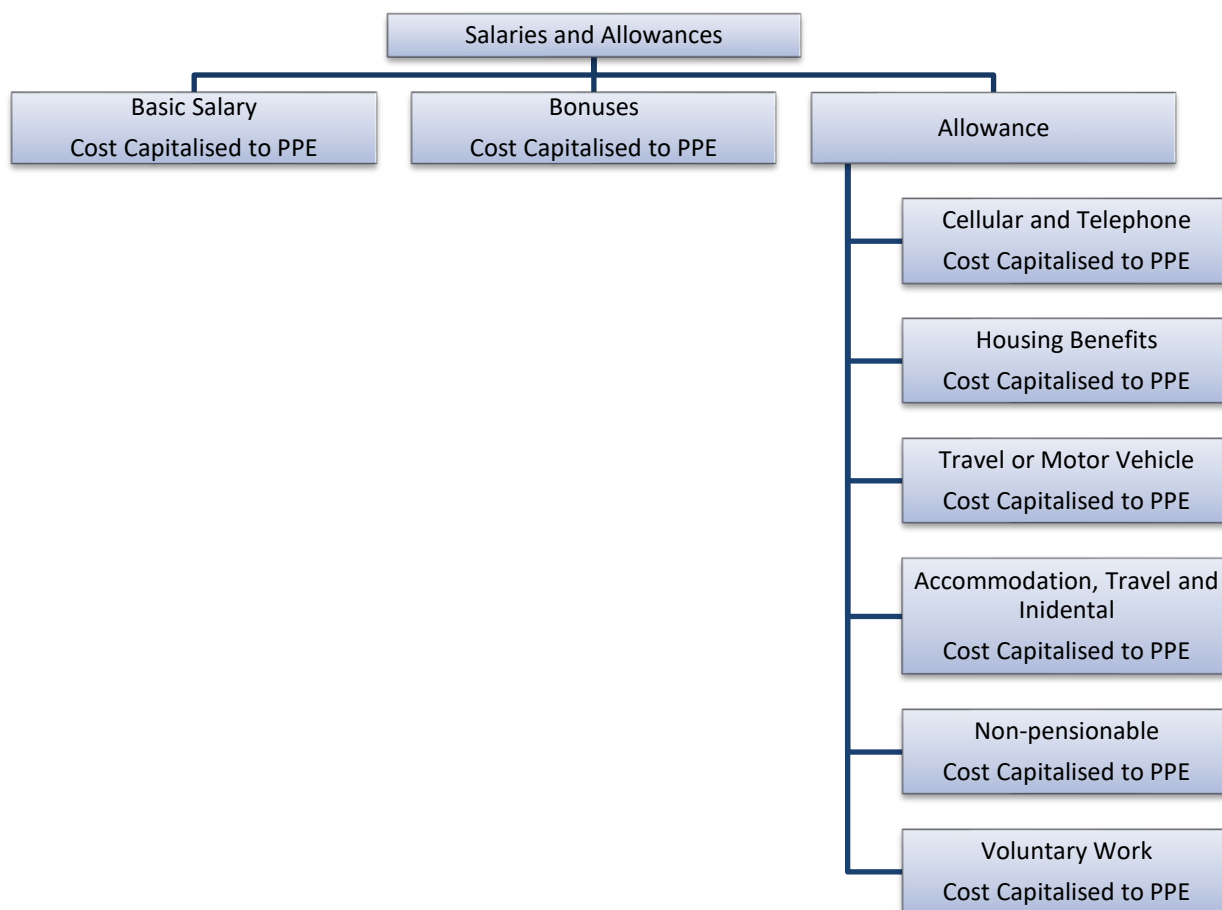 Salaries and Allowances
Basic Salary
Cost Capitalised to PPE
Bonuses
Cost Capitalised to PPE
Allowance
Cellular and Telephone
Cost Capitalised to PPE
Housing Benefits
Cost Capitalised to PPE
Travel or Motor Vehicle
Cost Capitalised to PPE
Accommodation, Travel and
Inidental
Cost Capitalised to PPE
Non-pensionable
Cost Capitalised to PPE
Voluntary Work
Cost Capitalised to PPE